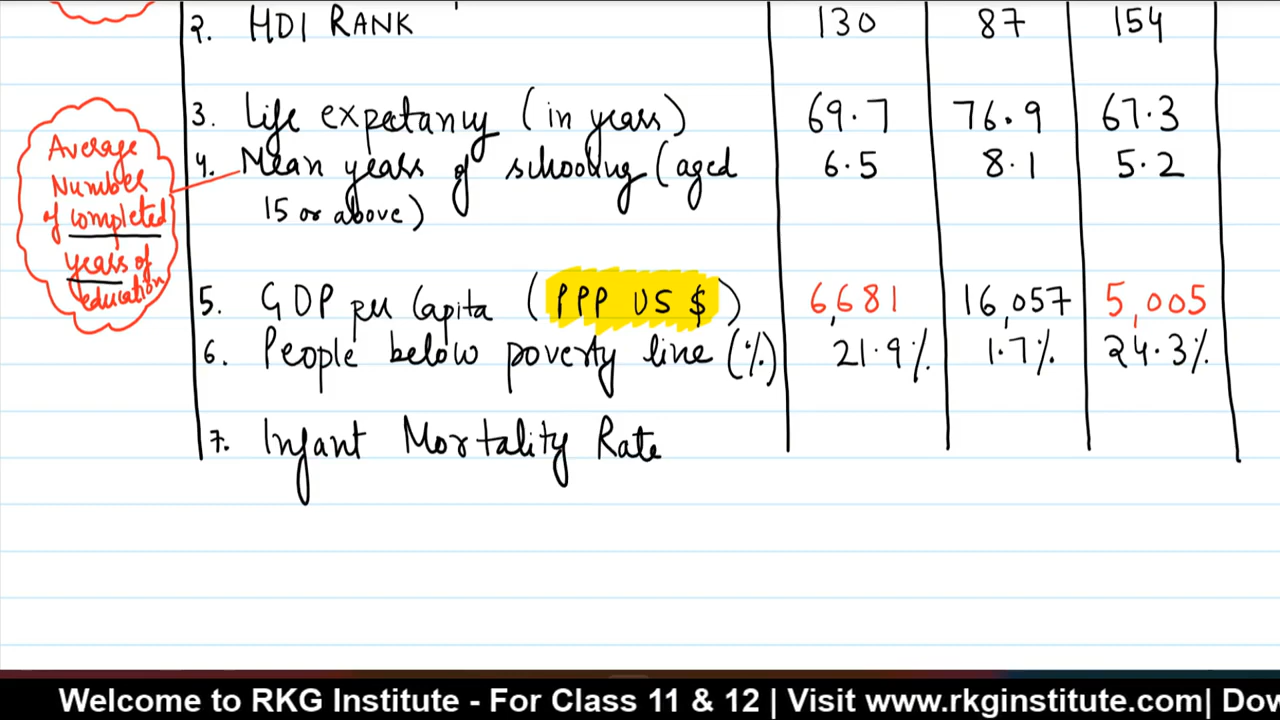 2. HDI RANK 130 87 154
3. Life expetancy (in years) 69.7 76.9 67.3
4. Mean years of schooling (aged 6.5 8.1 5.2
15 or above)
5. GDP per Capita (PPP US $) 6,681 16,057 5,005
6. People below poverty line (%) 21.9% 1.7% 24.3%
7. Infant Mortality Rate
Average
Number
of completed
years of
education
Welcome to RKG Institute - For Class 11 & 12 | Visit www.rkginstitute.com| Dow